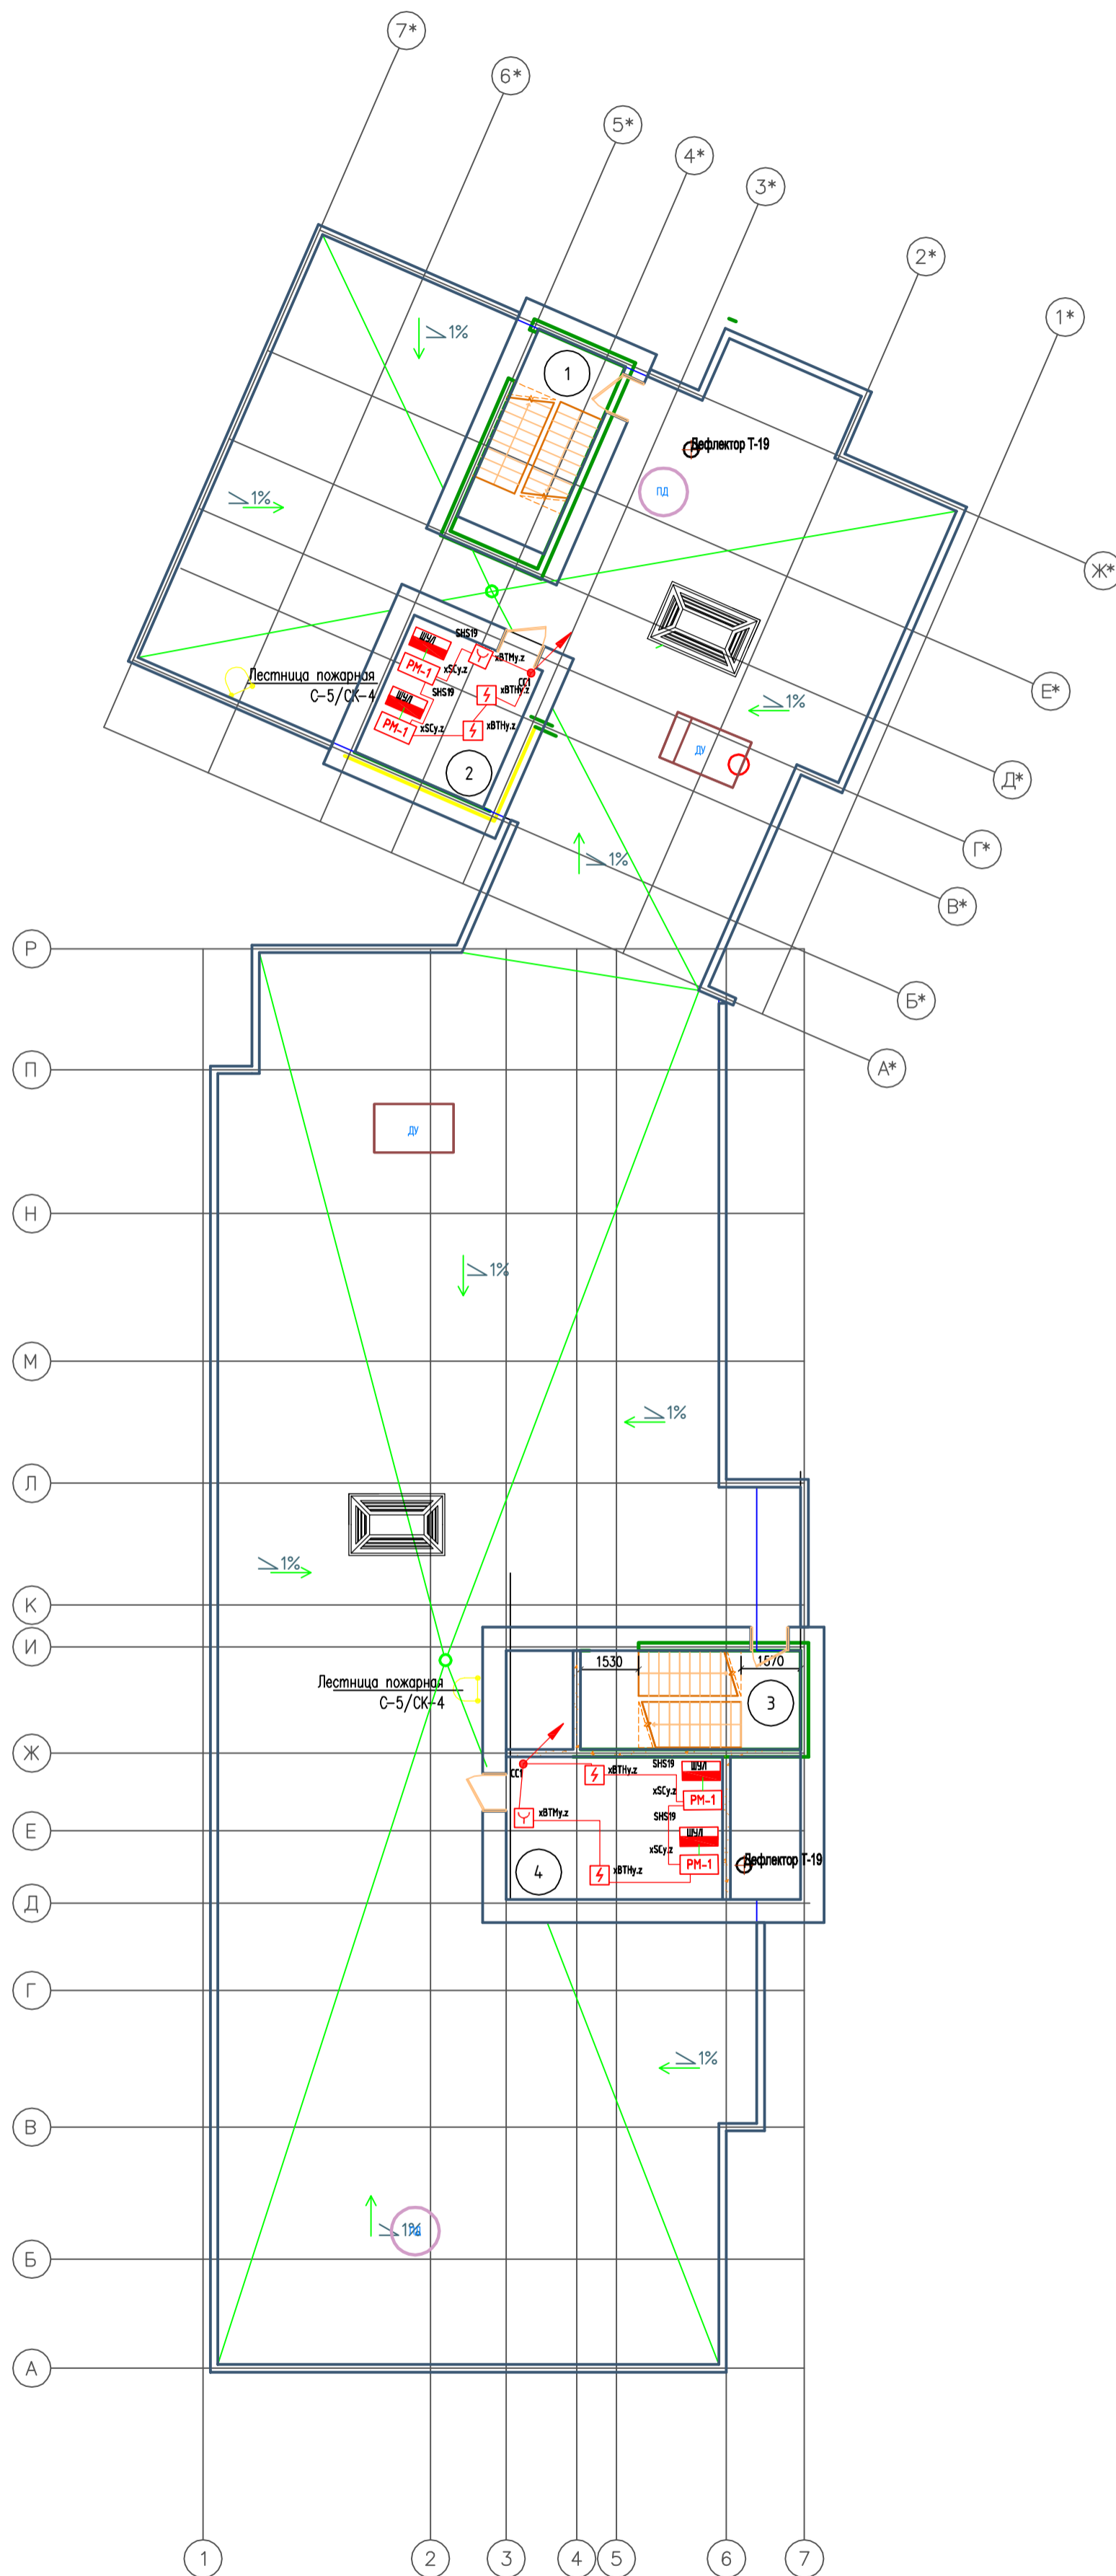 7*
6*
5*
4*
3*
2*
1*
1%
1
Дефлектор Т-19
ПД
1%
Ж*
ШУЛ
SHS19
РМ-1
xSCy.z
xBTMy.z
CC1
Лестница пожарная
С-5/СК-4
ШУЛ
SHS19
xBTHy.z
РМ-1
xSCy.z
xBTHy.z
1%
Е*
ДУ
2
Д*
Г*
1%
В*
Р
Б*
П
А*
ДУ
Н
1%
М
1%
Л
1%
К
И
1530
1570
Лестница пожарная
С-5/СК-4
3
Ж
CC1
xBTHy.z
SHS19
ШУЛ
xSCy.z
РМ-1
xBTMy.z
SHS19
ШУЛ
Е
xSCy.z
РМ-1
Дефлектор Т-19
4
xBTHy.z
Д
Г
1%
В
1%
Б
А
1
2
3
4
5
6
7